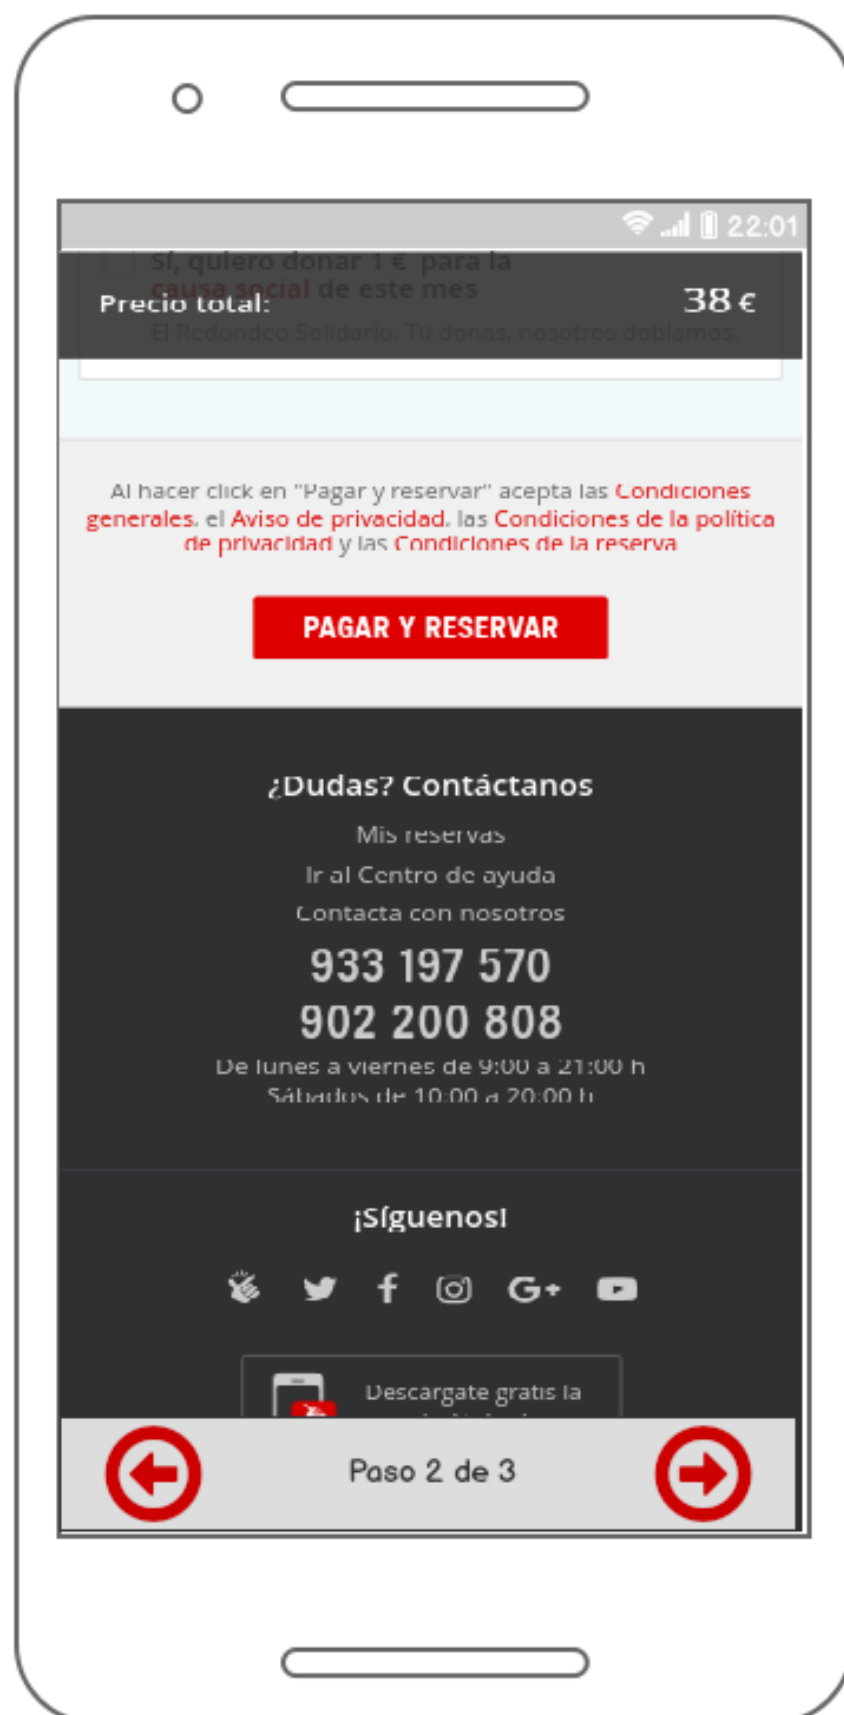 22:01
Sí, quiero donar 1 € para la
causa social de este mes
Precio total: 38 €
El Redondeo Solidario. Tú donas, nosotros doblamos.
Al hacer click en "Pagar y reservar" acepta las Condiciones
generales, el Aviso de privacidad, las Condiciones de la política
de privacidad y las Condiciones de la reserva
PAGAR Y RESERVAR
¿Dudas? Contáctanos
Mis reservas
Ir al Centro de ayuda
Contacta con nosotros
933 197 570
902 200 808
De lunes a viernes de 9:00 a 21:00 h
Sábados de 10:00 a 20:00 h
¡Síguenos!
G+
Descárgate gratis la
Paso 2 de 3